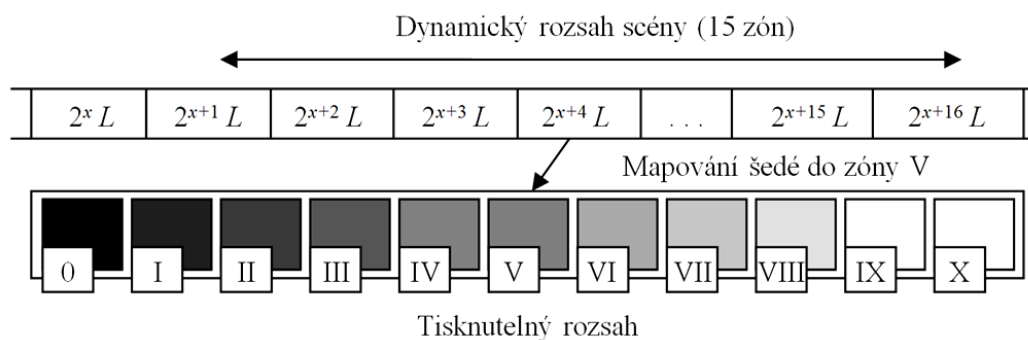 Dynamický rozsah scény (15 zón)
2^x L 2^{x+1} L 2^{x+2} L 2^{x+3} L 2^{x+4} L . . . 2^{x+15} L 2^{x+16} L
Mapování šedé do zóny V
0 I II III IV V VI VII VIII IX X
Tisknutelný rozsah